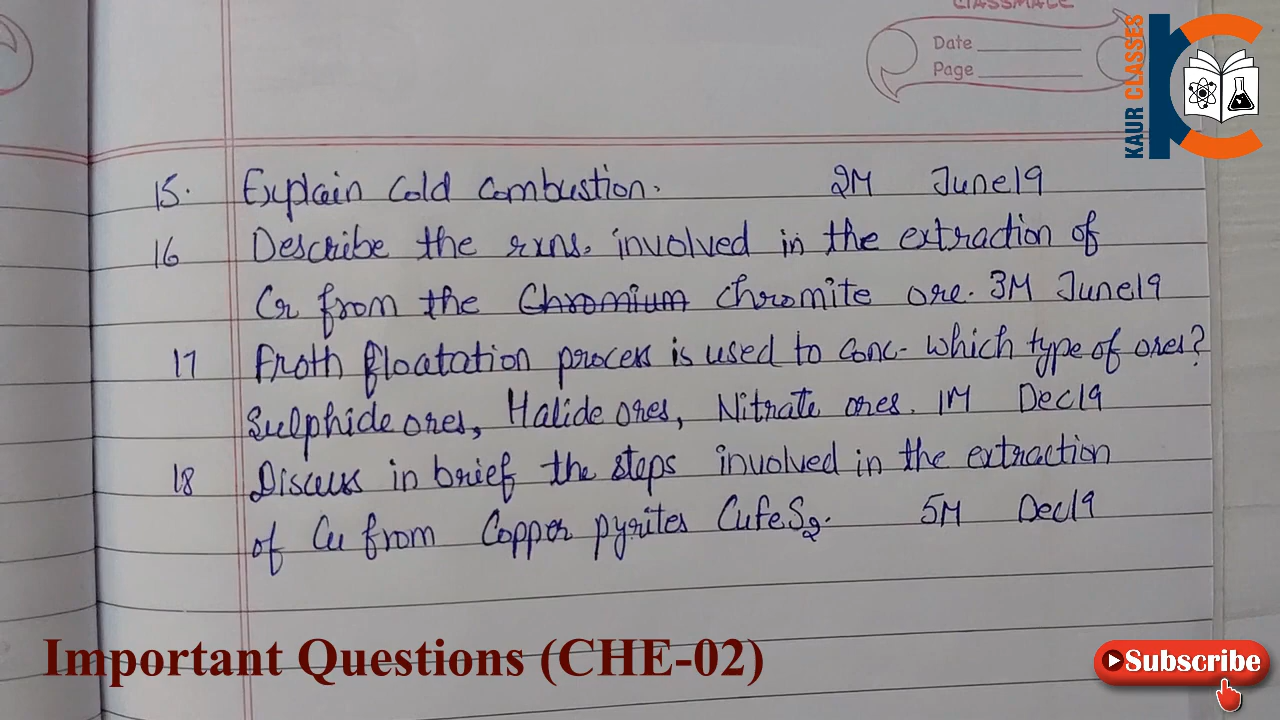 CLASSMATE
Date
Page
KAUR CLASSES
15. Explain Cold Combustion. 2M June19
16 Describe the rxns. involved in the extraction of
Cr from the Chromium chromite ore. 3M June19
17 Froth floatation process is used to conc- which type of ores?
Sulphide ores, Halide ores, Nitrate ores. 1M Dec19
18 Discuss in brief the steps involved in the extraction
of Cu from Copper pyrites CuFeS2. 5M Dec19
Important Questions (CHE-02)
Subscribe